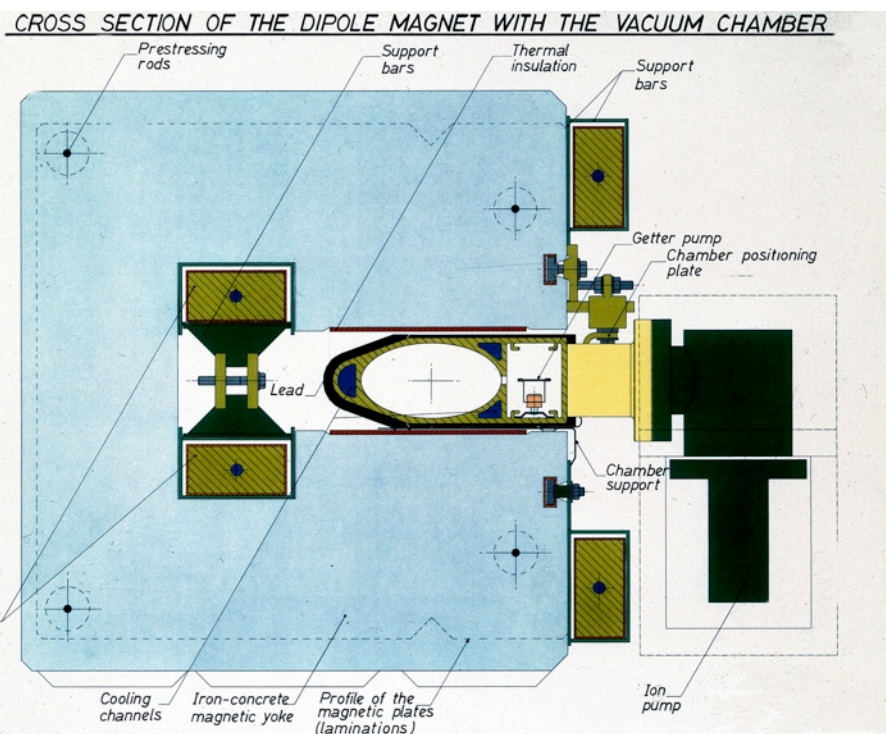 CROSS SECTION OF THE DIPOLE MAGNET WITH THE VACUUM CHAMBER
Prestressing
rods
Support
bars
Thermal
insulation
Support
bars
Getter pump
Chamber positioning
plate
Lead
Chamber
support
Cooling
channels
Iron-concrete
magnetic yoke
Profile of the
magnetic plates
(laminations)
Ion
pump